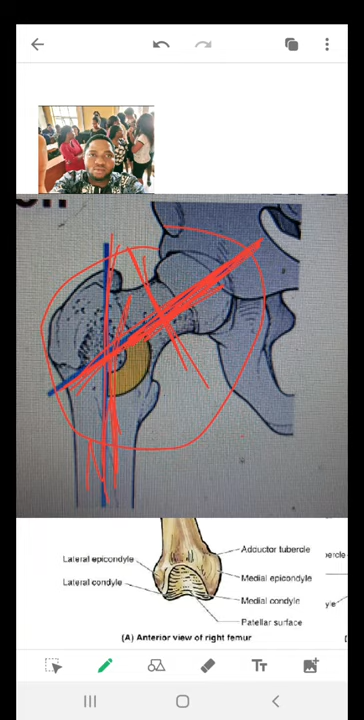 Lateral epicondyle
Lateral condyle
Adductor tubercle
Medial epicondyle
Medial condyle
Patellar surface
(A) Anterior view of right femur
Tт